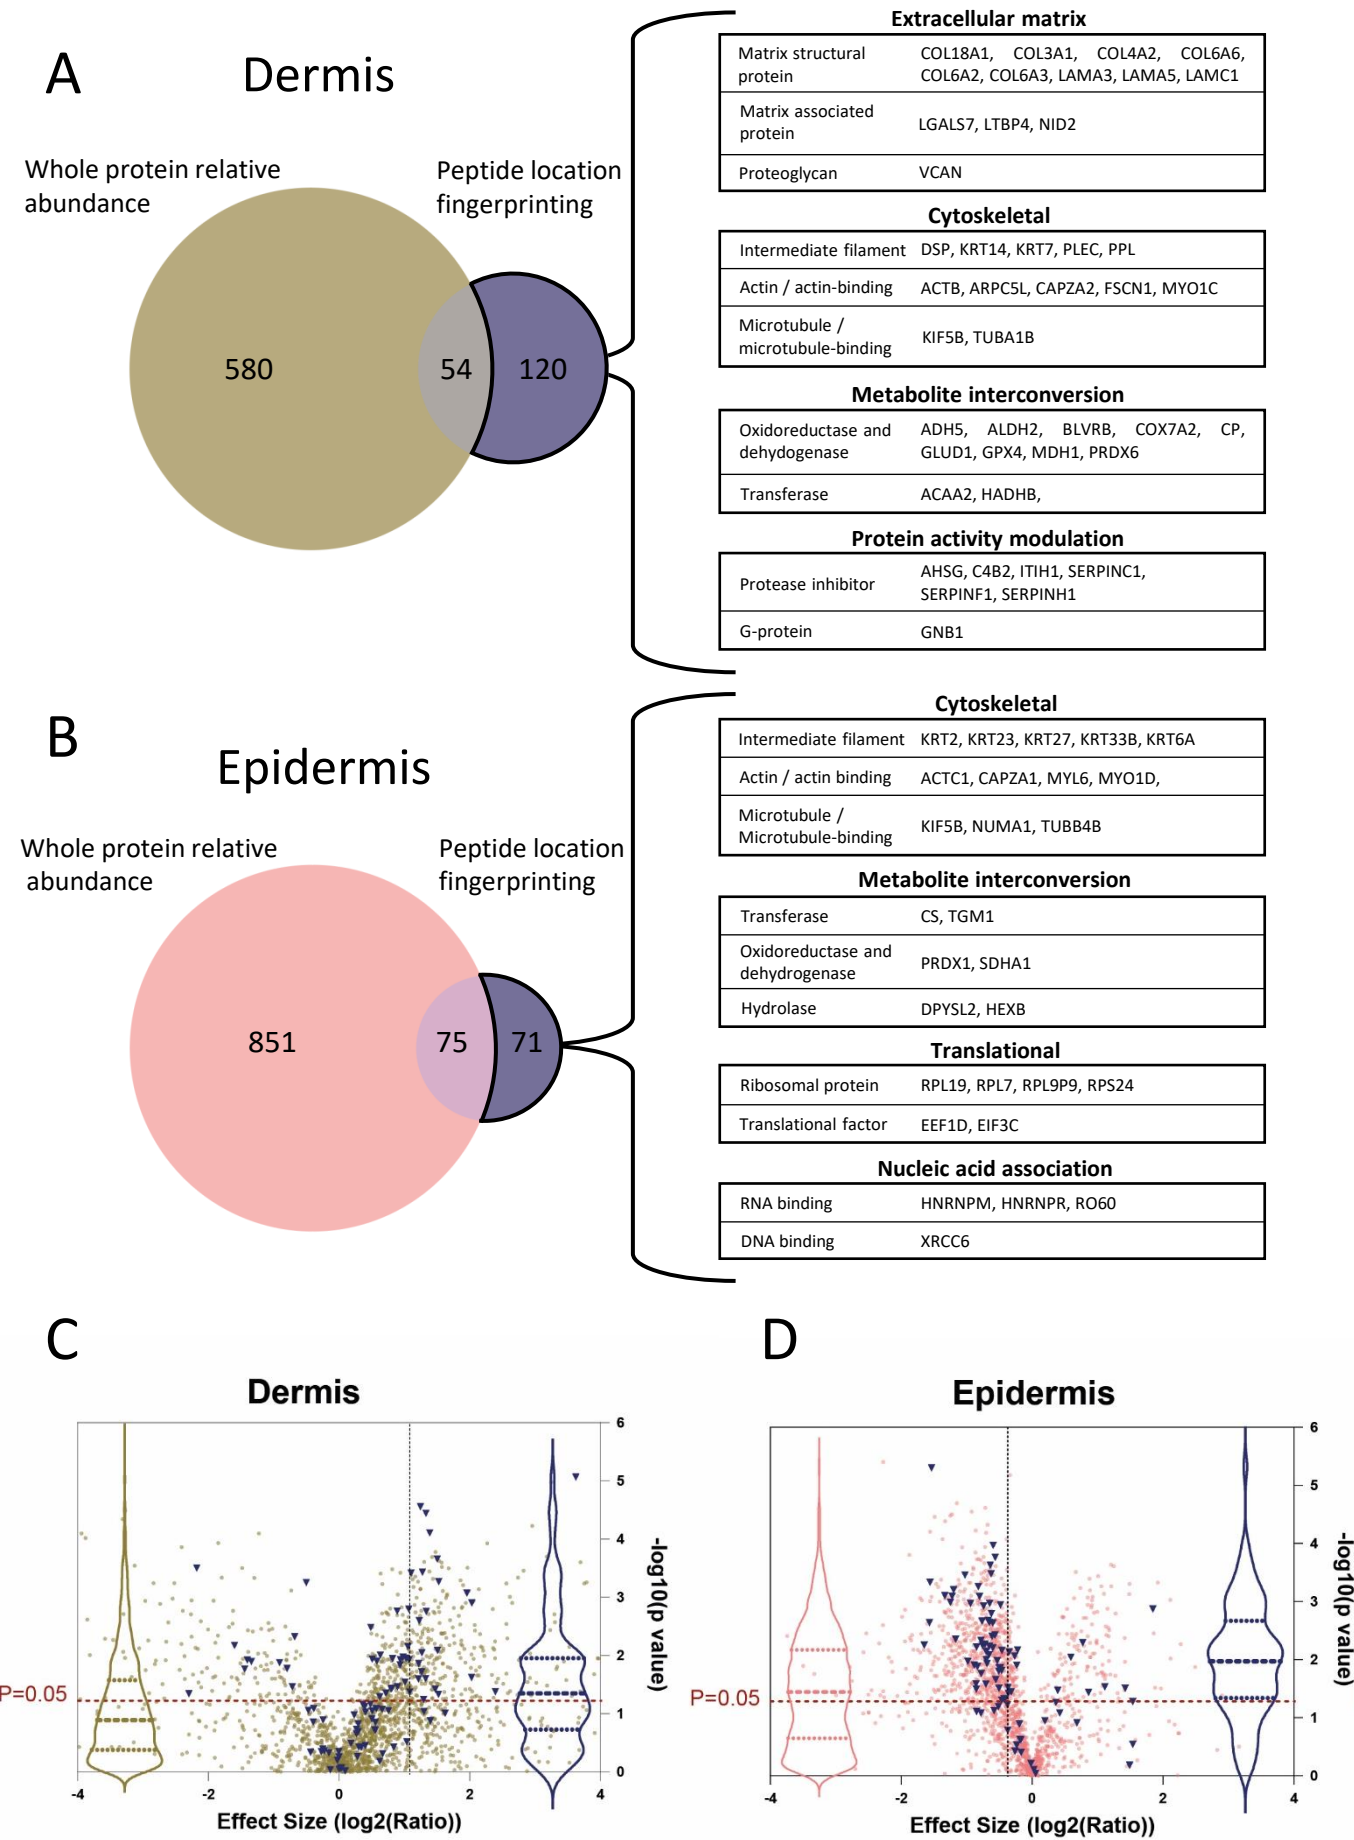 A
Dermis
Whole protein relative
abundance
Peptide location
fingerprinting
580
54
120
Extracellular matrix
Matrix structural
protein
COL18A1, COL3A1, COL4A2, COL6A6,
COL6A2, COL6A3, LAMA3, LAMA5, LAMC1
Matrix associated
protein
LGALS7, LTBP4, NID2
Proteoglycan
VCAN
Cytoskeletal
Intermediate filament
DSP, KRT14, KRT7, PLEC, PPL
Actin / actin-binding
ACTB, ARPC5L, CAPZA2, FSCN1, MYO1C
Microtubule /
microtubule-binding
KIF5B, TUBA1B
Metabolite interconversion
Oxidoreductase and
dehydogenase
ADH5, ALDH2, BLVRB, COX7A2, CP,
GLUD1, GPX4, MDH1, PRDX6
Transferase
ACAA2, HADHB,
Protein activity modulation
Protease inhibitor
AHSG, C4B2, ITIH1, SERPINC1,
SERPINF1, SERPINH1
G-protein
GNB1
B
Epidermis
Whole protein relative
abundance
Peptide location
fingerprinting
851
75
71
Cytoskeletal
Intermediate filament
KRT2, KRT23, KRT27, KRT33B, KRT6A
Actin / actin binding
ACTC1, CAPZA1, MYL6, MYO1D,
Microtubule /
Microtubule-binding
KIF5B, NUMA1, TUBB4B
Metabolite interconversion
Transferase
CS, TGM1
Oxidoreductase and
dehydrogenase
PRDX1, SDHA1
Hydrolase
DPYSL2, HEXB
Translational
Ribosomal protein
RPL19, RPL7, RPL9P9, RPS24
Translational factor
EEF1D, EIF3C
Nucleic acid association
RNA binding
HNRNPM, HNRNPR, RO60
DNA binding
XRCC6
C
Dermis
6
5
4
3
2
1
0
-log10(p value)
P=0.05
-4
-2
0
2
4
Effect Size (log2(Ratio))
D
Epidermis
6
5
4
3
2
1
0
-log10(p value)
P=0.05
-4
-2
0
2
4
Effect Size (log2(Ratio))